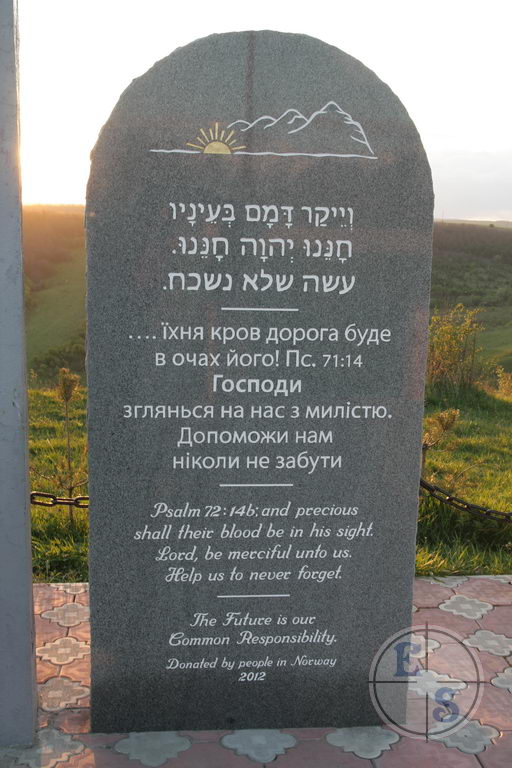 וְיֵיקַר דָּמָם בְּעֵינָיו
חָנֵּנוּ יְהוָה חָנֵּנוּ.
עשה שלא נשכח.
.... їхня кров дорога буде
в очах його! Пс. 71:14
Господи
зглянься на нас з милістю.
Допоможи нам
ніколи не забути
Psalm 72:14b: and precious
shall their blood be in his sight.
Lord, be merciful unto us.
Help us to never forget.
The Future is our
Common Responsibility.
Donated by people in Norway
2012
E
S